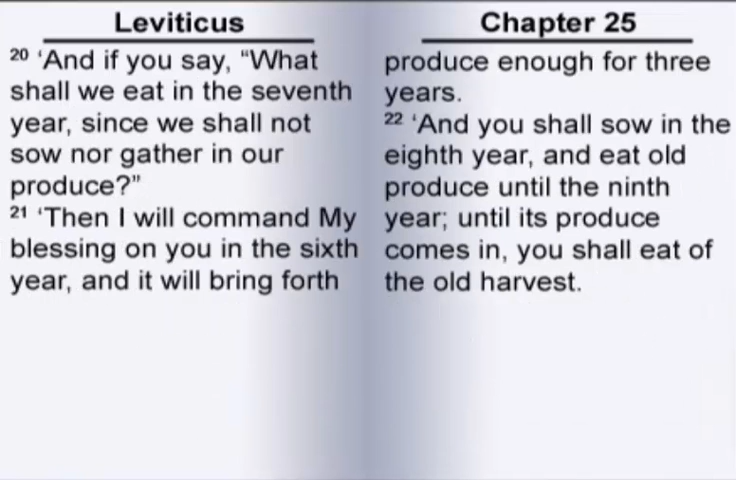 Leviticus
²⁰ ‘And if you say, “What
shall we eat in the seventh
year, since we shall not
sow nor gather in our
produce?”
²¹ ‘Then I will command My
blessing on you in the sixth
year, and it will bring forth
Chapter 25
produce enough for three
years.
²² ‘And you shall sow in the
eighth year, and eat old
produce until the ninth
year; until its produce
comes in, you shall eat of
the old harvest.